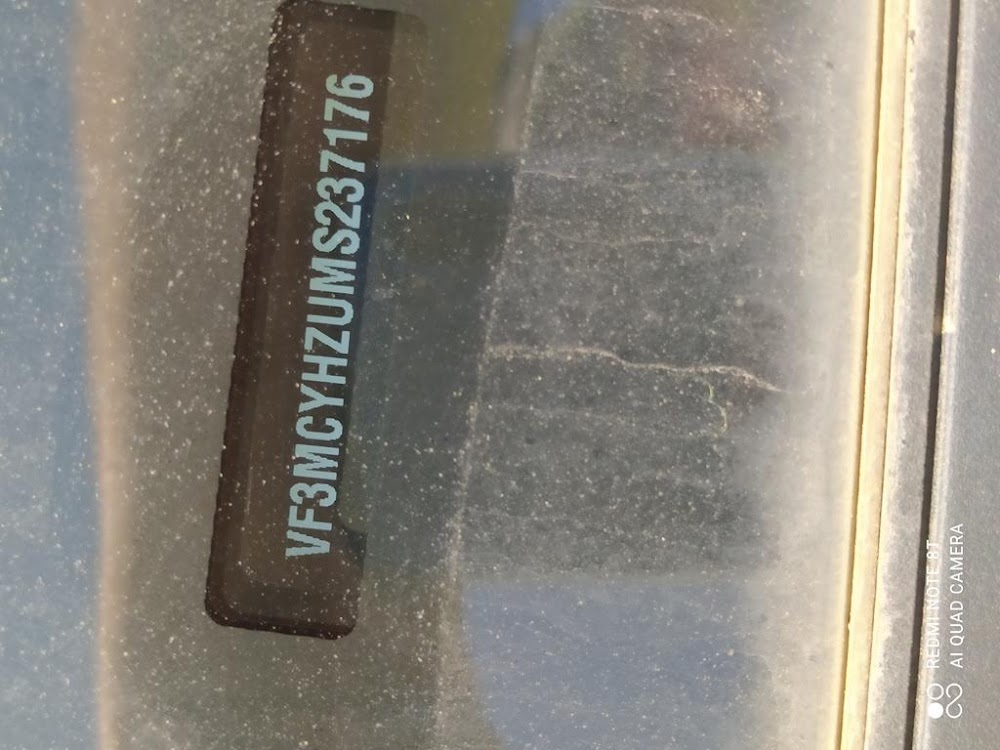 VF3MCYHZUMS237176
REDMI NOTE 8T
AI QUAD CAMERA